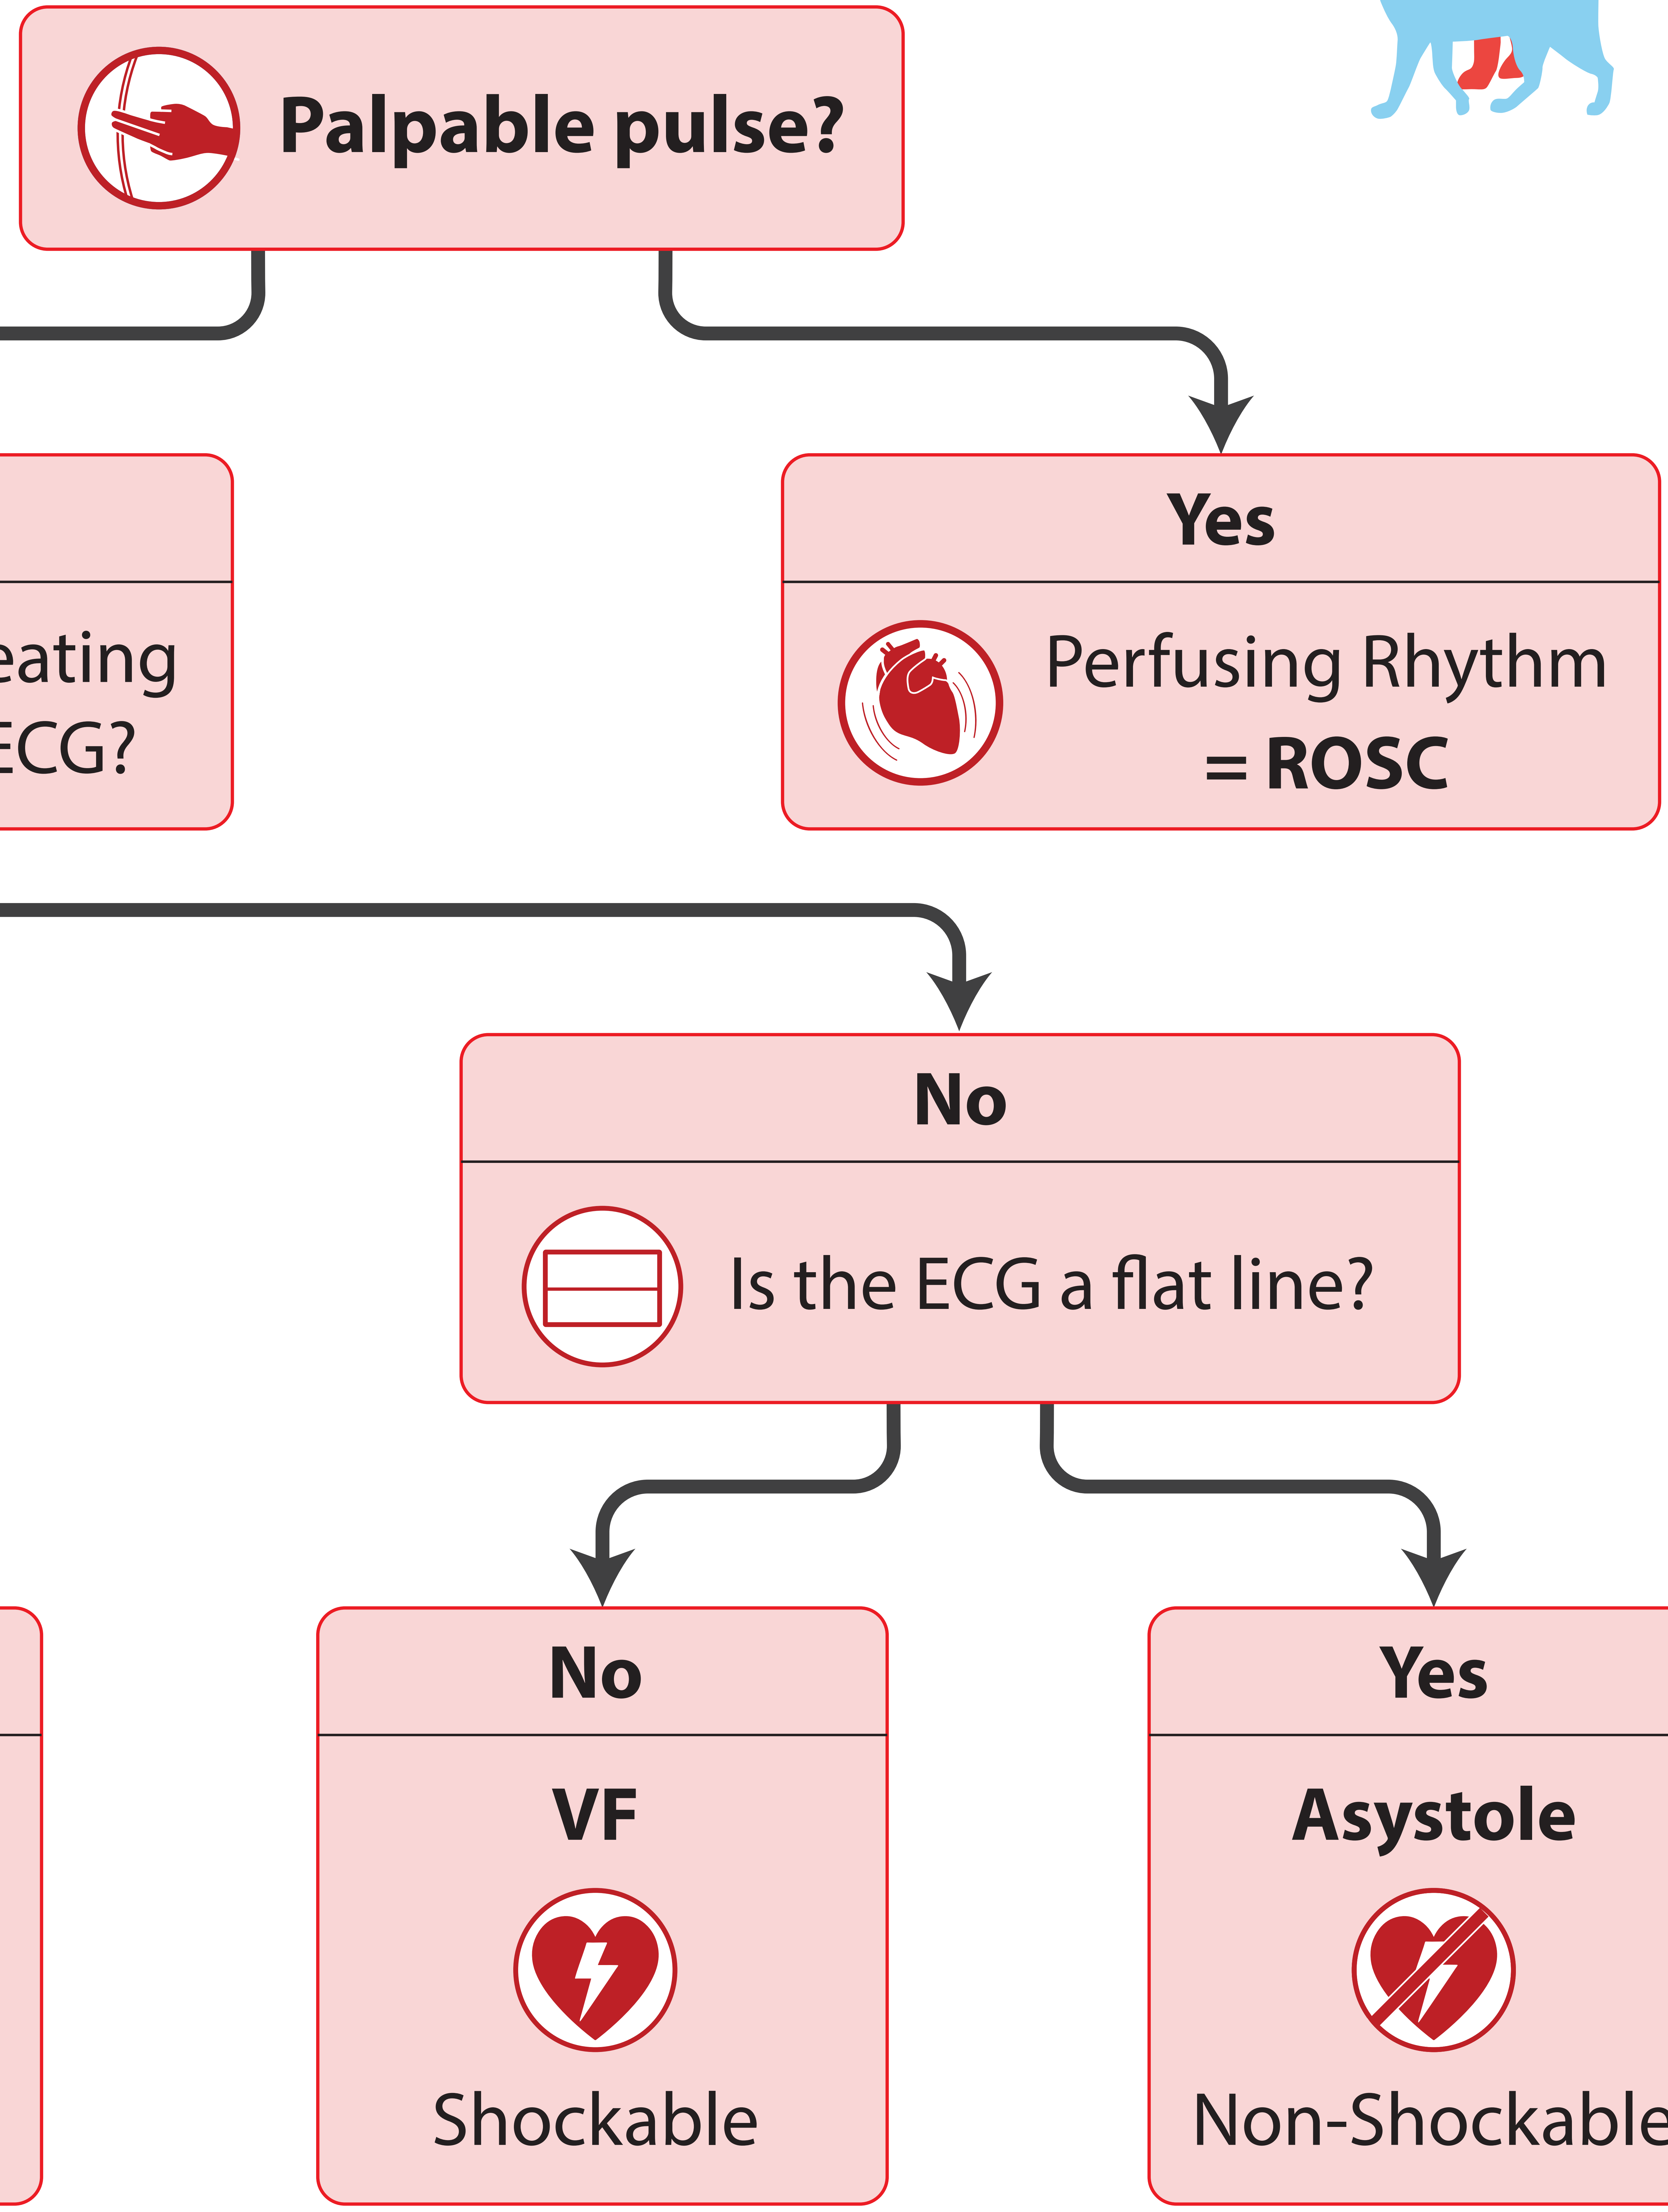 Palpable pulse?
Yes
Perfusing Rhythm
= ROSC
ECG?
No
Is the ECG a flat line?
No
VF
Shockable
Yes
Asystole
Non-Shockable